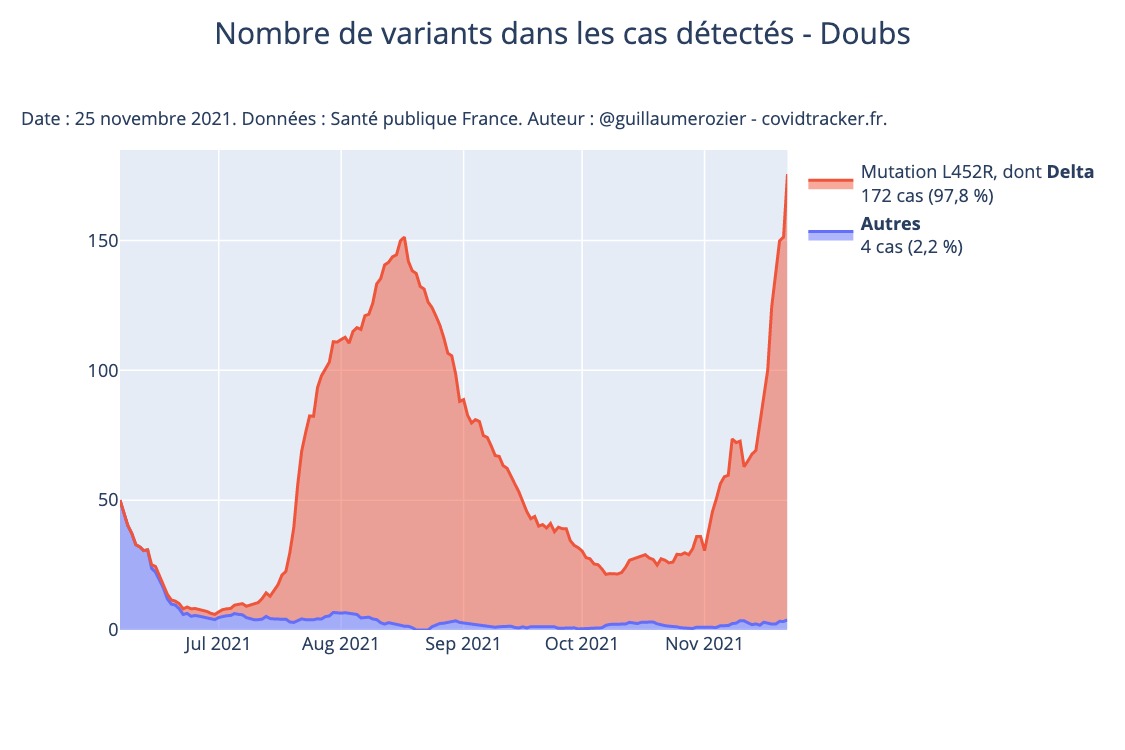 Nombre de variants dans les cas détectés - Doubs
Date : 25 novembre 2021. Données : Santé publique France. Auteur : @guillaumerozier - covidtracker.fr.
Mutation L452R, dont Delta
172 cas (97,8 %)
Autres
4 cas (2,2 %)
150
100
50
0
Jul 2021
Aug 2021
Sep 2021
Oct 2021
Nov 2021